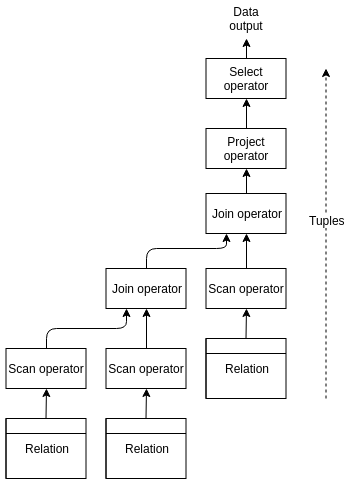 Data
output
Select
operator
Project
operator
Join operator
Tuples
Join operator
Scan operator
Scan operator
Scan operator
Relation
Relation
Relation